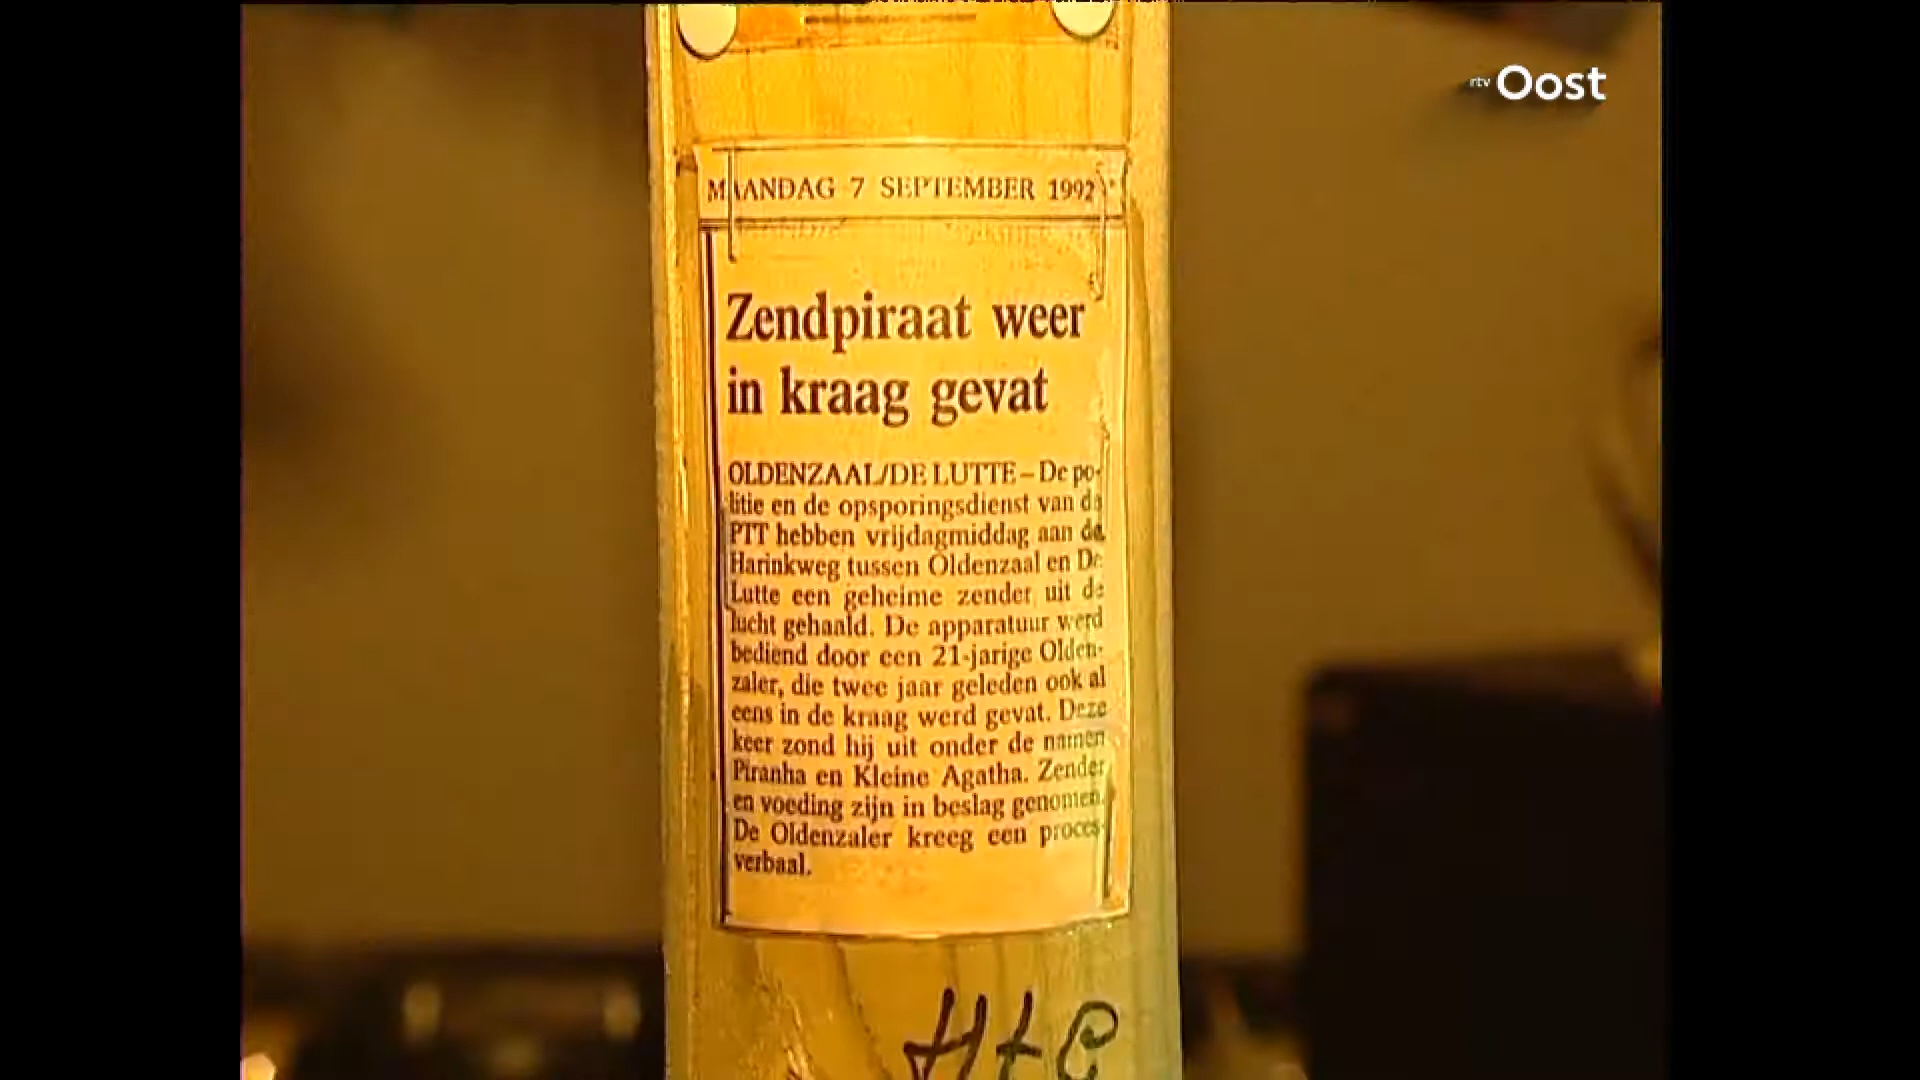 rtv Oost
MAANDAG 7 SEPTEMBER 1992
Zendpiraat weer
in kraag gevat
OLDENZAAL/DE LUTTE – De po-
litie en de opsporingsdienst van de
PTT hebben vrijdagmiddag aan de
Harinkweg tussen Oldenzaal en De
Lutte een geheime zender uit de
lucht gehaald. De apparatuur werd
bediend door een 21-jarige Olden-
zaler, die twee jaar geleden ook al
eens in de kraag werd gevat. Deze
keer zond hij uit onder de namen
Piranha en Kleine Agatha. Zender
en voeding zijn in beslag genomen.
De Oldenzaler kreeg een proces-
verbaal.